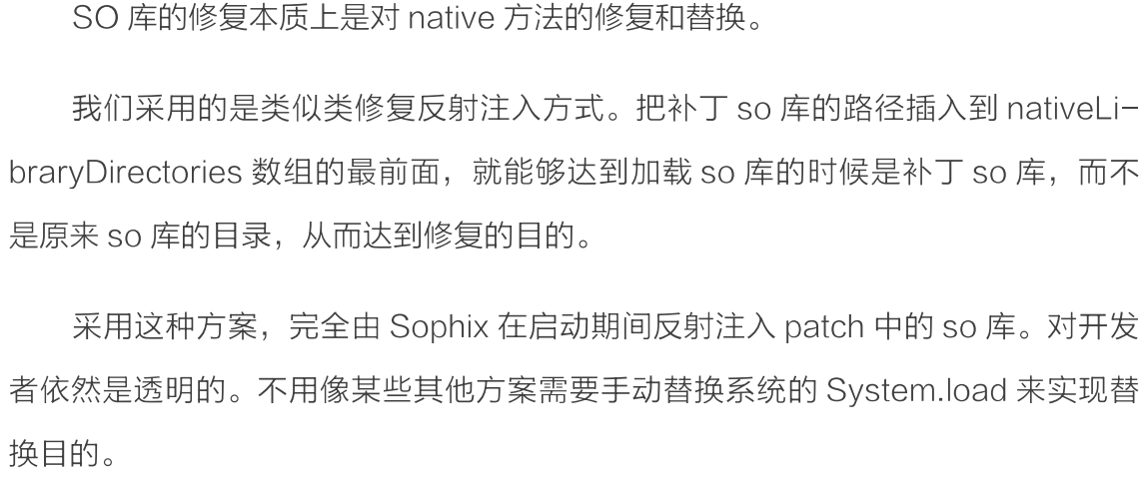 SO 库的修复本质上是对 native 方法的修复和替换。
我们采用的是类似类修复反射注入方式。把补丁 so 库的路径插入到 nativeLi-
braryDirectories 数组的最前面，就能够达到加载 so 库的时候是补丁 so 库，而不
是原来 so 库的目录，从而达到修复的目的。
采用这种方案，完全由 Sophix 在启动期间反射注入 patch 中的 so 库。对开发
者依然是透明的。不用像某些其他方案需要手动替换系统的 System.load 来实现替
换目的。